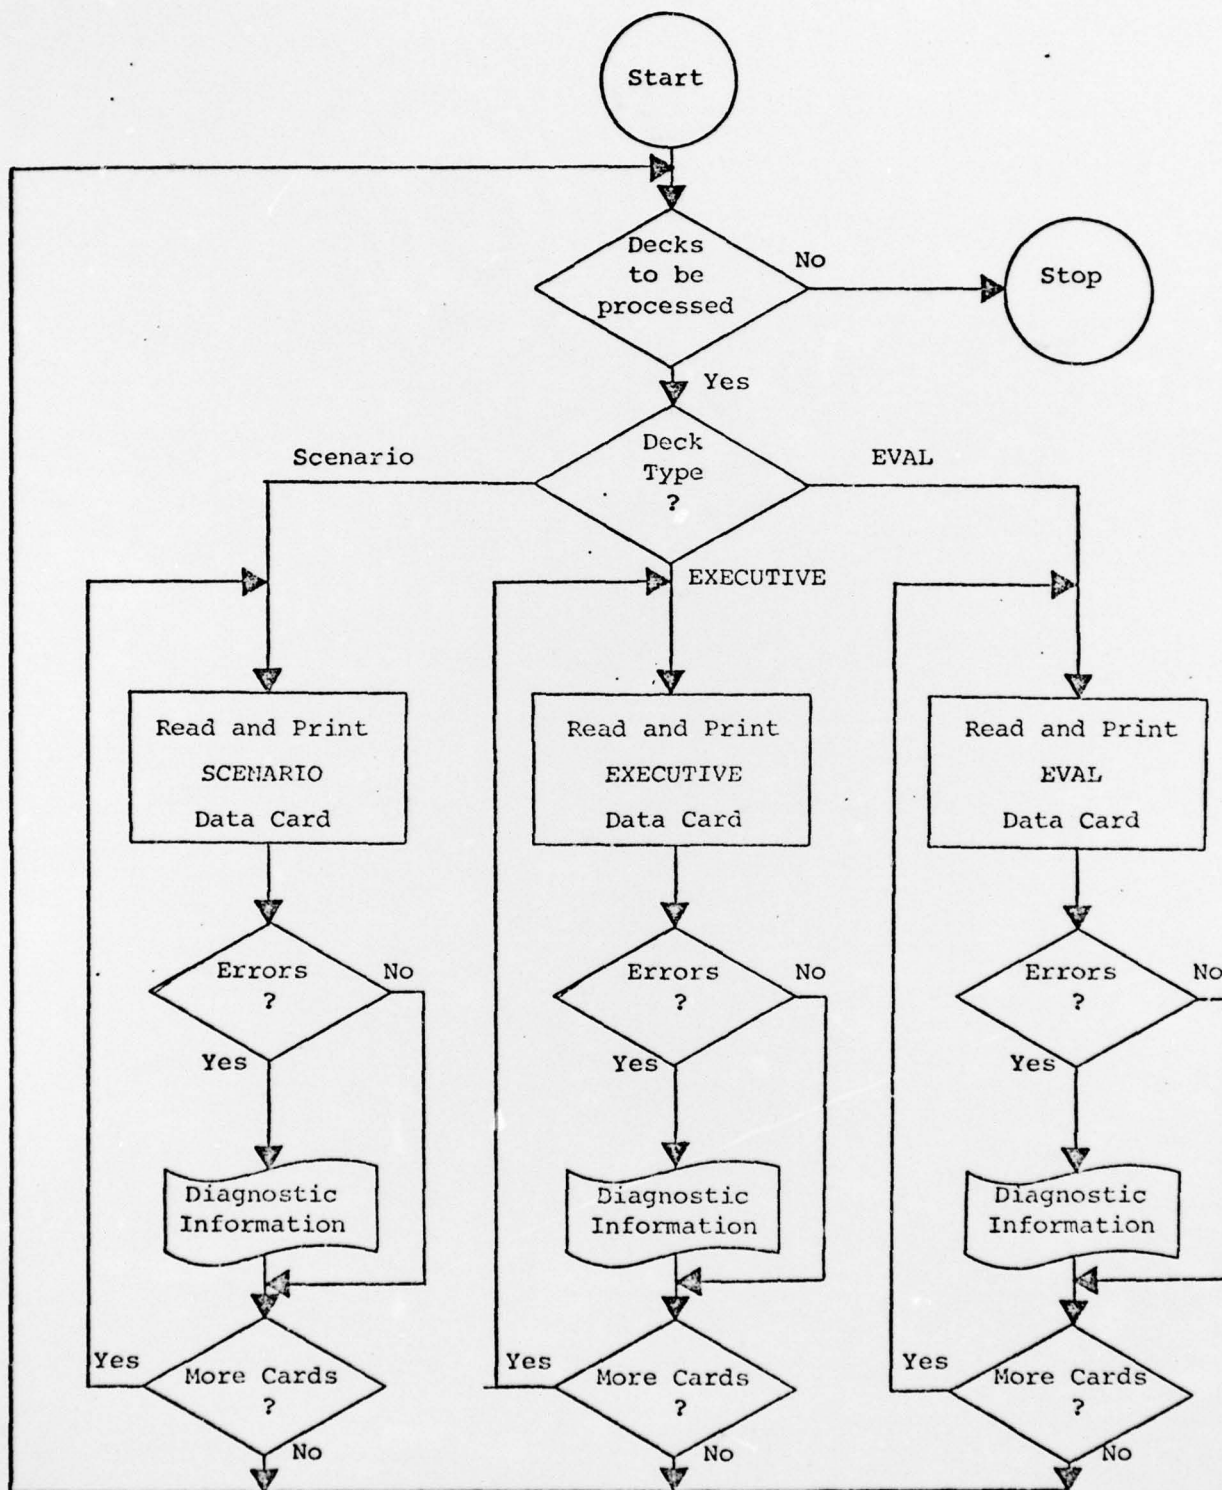 Start
Decks
to be
processed
No
Stop
Yes
Deck
Type
?
Scenario
EVAL
EXECUTIVE
Read and Print
SCENARIO
Data Card
Read and Print
EXECUTIVE
Data Card
Read and Print
EVAL
Data Card
Errors
?
No
Errors
?
No
Errors
?
No
Yes
Yes
Yes
Diagnostic
Information
Diagnostic
Information
Diagnostic
Information
Yes
More Cards
?
Yes
More Cards
?
Yes
More Cards
?
No
No
No